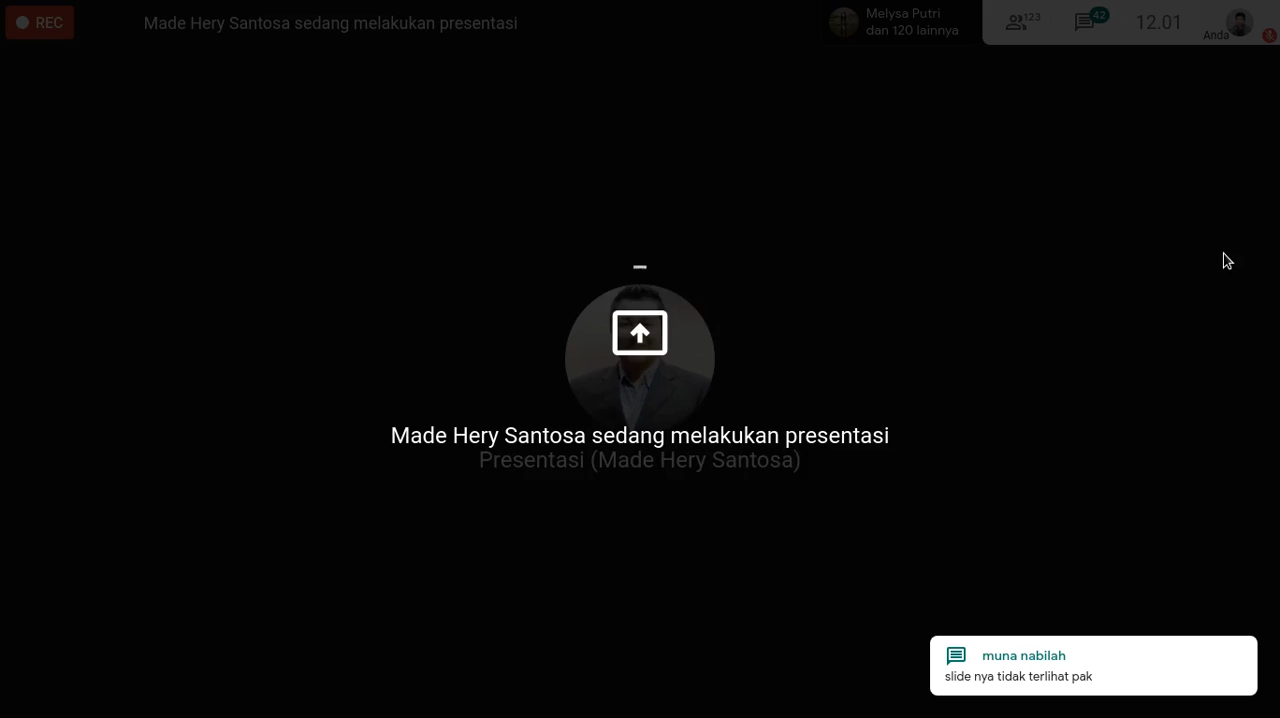 REC
Made Hery Santosa sedang melakukan presentasi
Melysa Putri
dan 120 lainnya
123
42
12.01
Anda
Made Hery Santosa sedang melakukan presentasi
Presentasi (Made Hery Santosa)
muna nabilah
slide nya tidak terlihat pak